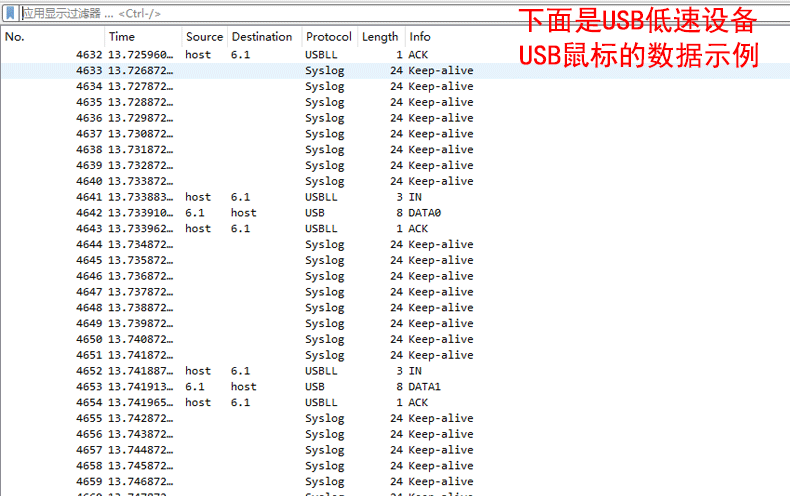 应用显示过滤器 … <Ctrl-/>
下面是USB低速设备
USB鼠标的数据示例
No. Time Source Destination Protocol Length Info
4632 13.725960… host 6.1 USBLL 1 ACK
4633 13.726872… Syslog 24 Keep-alive
4634 13.727872… Syslog 24 Keep-alive
4635 13.728872… Syslog 24 Keep-alive
4636 13.729872… Syslog 24 Keep-alive
4637 13.730872… Syslog 24 Keep-alive
4638 13.731872… Syslog 24 Keep-alive
4639 13.732872… Syslog 24 Keep-alive
4640 13.733872… Syslog 24 Keep-alive
4641 13.733883… host 6.1 USBLL 3 IN
4642 13.733910… 6.1 host USB 8 DATA0
4643 13.733962… host 6.1 USBLL 1 ACK
4644 13.734872… Syslog 24 Keep-alive
4645 13.735872… Syslog 24 Keep-alive
4646 13.736872… Syslog 24 Keep-alive
4647 13.737872… Syslog 24 Keep-alive
4648 13.738872… Syslog 24 Keep-alive
4649 13.739872… Syslog 24 Keep-alive
4650 13.740872… Syslog 24 Keep-alive
4651 13.741872… Syslog 24 Keep-alive
4652 13.741887… host 6.1 USBLL 3 IN
4653 13.741913… 6.1 host USB 8 DATA1
4654 13.741965… host 6.1 USBLL 1 ACK
4655 13.742872… Syslog 24 Keep-alive
4656 13.743872… Syslog 24 Keep-alive
4657 13.744872… Syslog 24 Keep-alive
4658 13.745872… Syslog 24 Keep-alive
4659 13.746872… Syslog 24 Keep-alive